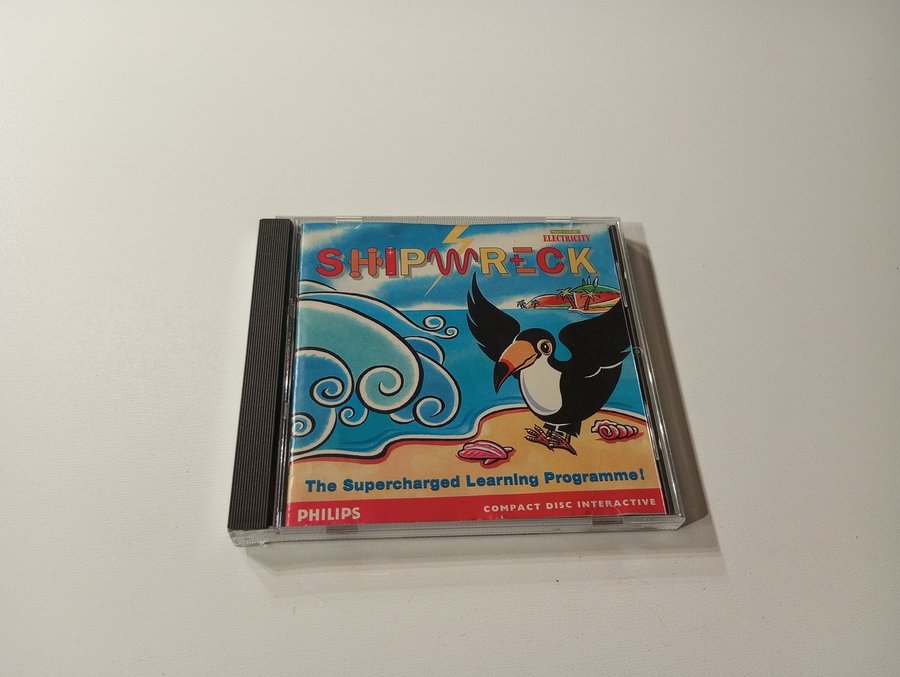 ELECTRICITY
SHIPWRECK
The Supercharged Learning Programme!
PHILIPS
COMPACT DISC INTERACTIVE